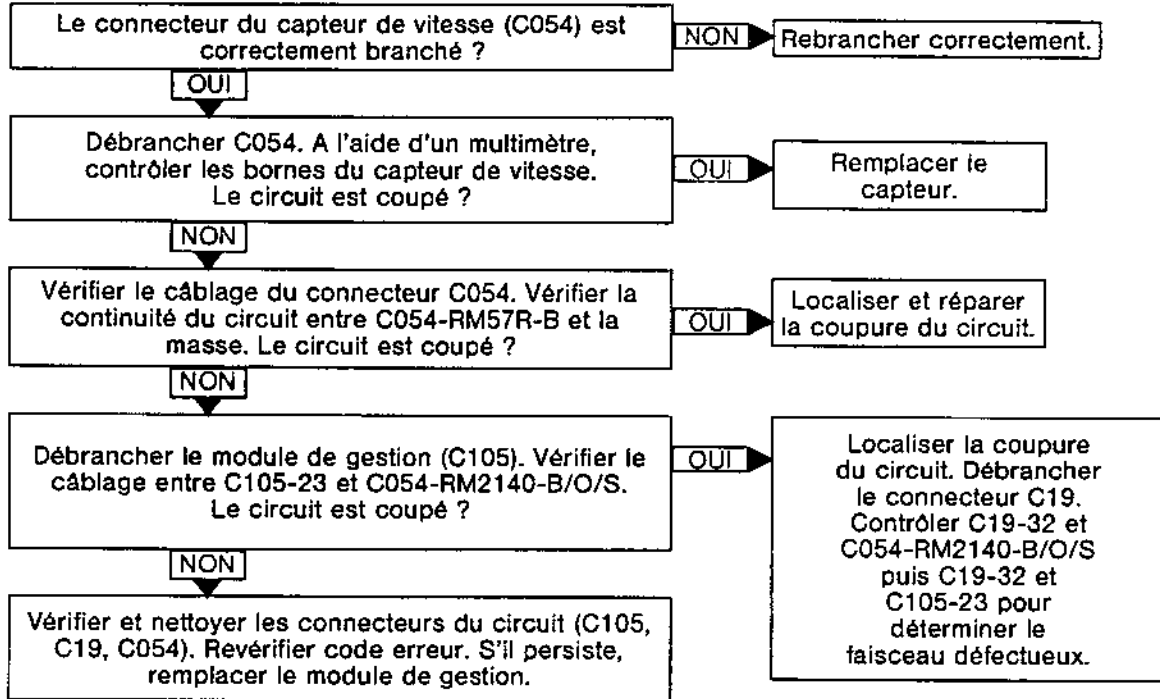 Le connecteur du capteur de vitesse (C054) est
correctement branché ?
NON
Rebrancher correctement.
OUI
Débrancher C054. A l'aide d'un multimètre,
contrôler les bornes du capteur de vitesse.
Le circuit est coupé ?
OUI
Remplacer le
capteur.
NON
Vérifier le câblage du connecteur C054. Vérifier la
continuité du circuit entre C054-RM57R-B et la
masse. Le circuit est coupé ?
OUI
Localiser et réparer
la coupure du circuit.
NON
Débrancher le module de gestion (C105). Vérifier le
câblage entre C105-23 et C054-RM2140-B/O/S.
Le circuit est coupé ?
OUI
Localiser la coupure
du circuit. Débrancher
le connecteur C19.
Contrôler C19-32 et
C054-RM2140-B/O/S
puis C19-32 et
C105-23 pour
déterminer le
faisceau défectueux.
NON
Vérifier et nettoyer les connecteurs du circuit (C105,
C19, C054). Revérifier code erreur. S'il persiste,
remplacer le module de gestion.